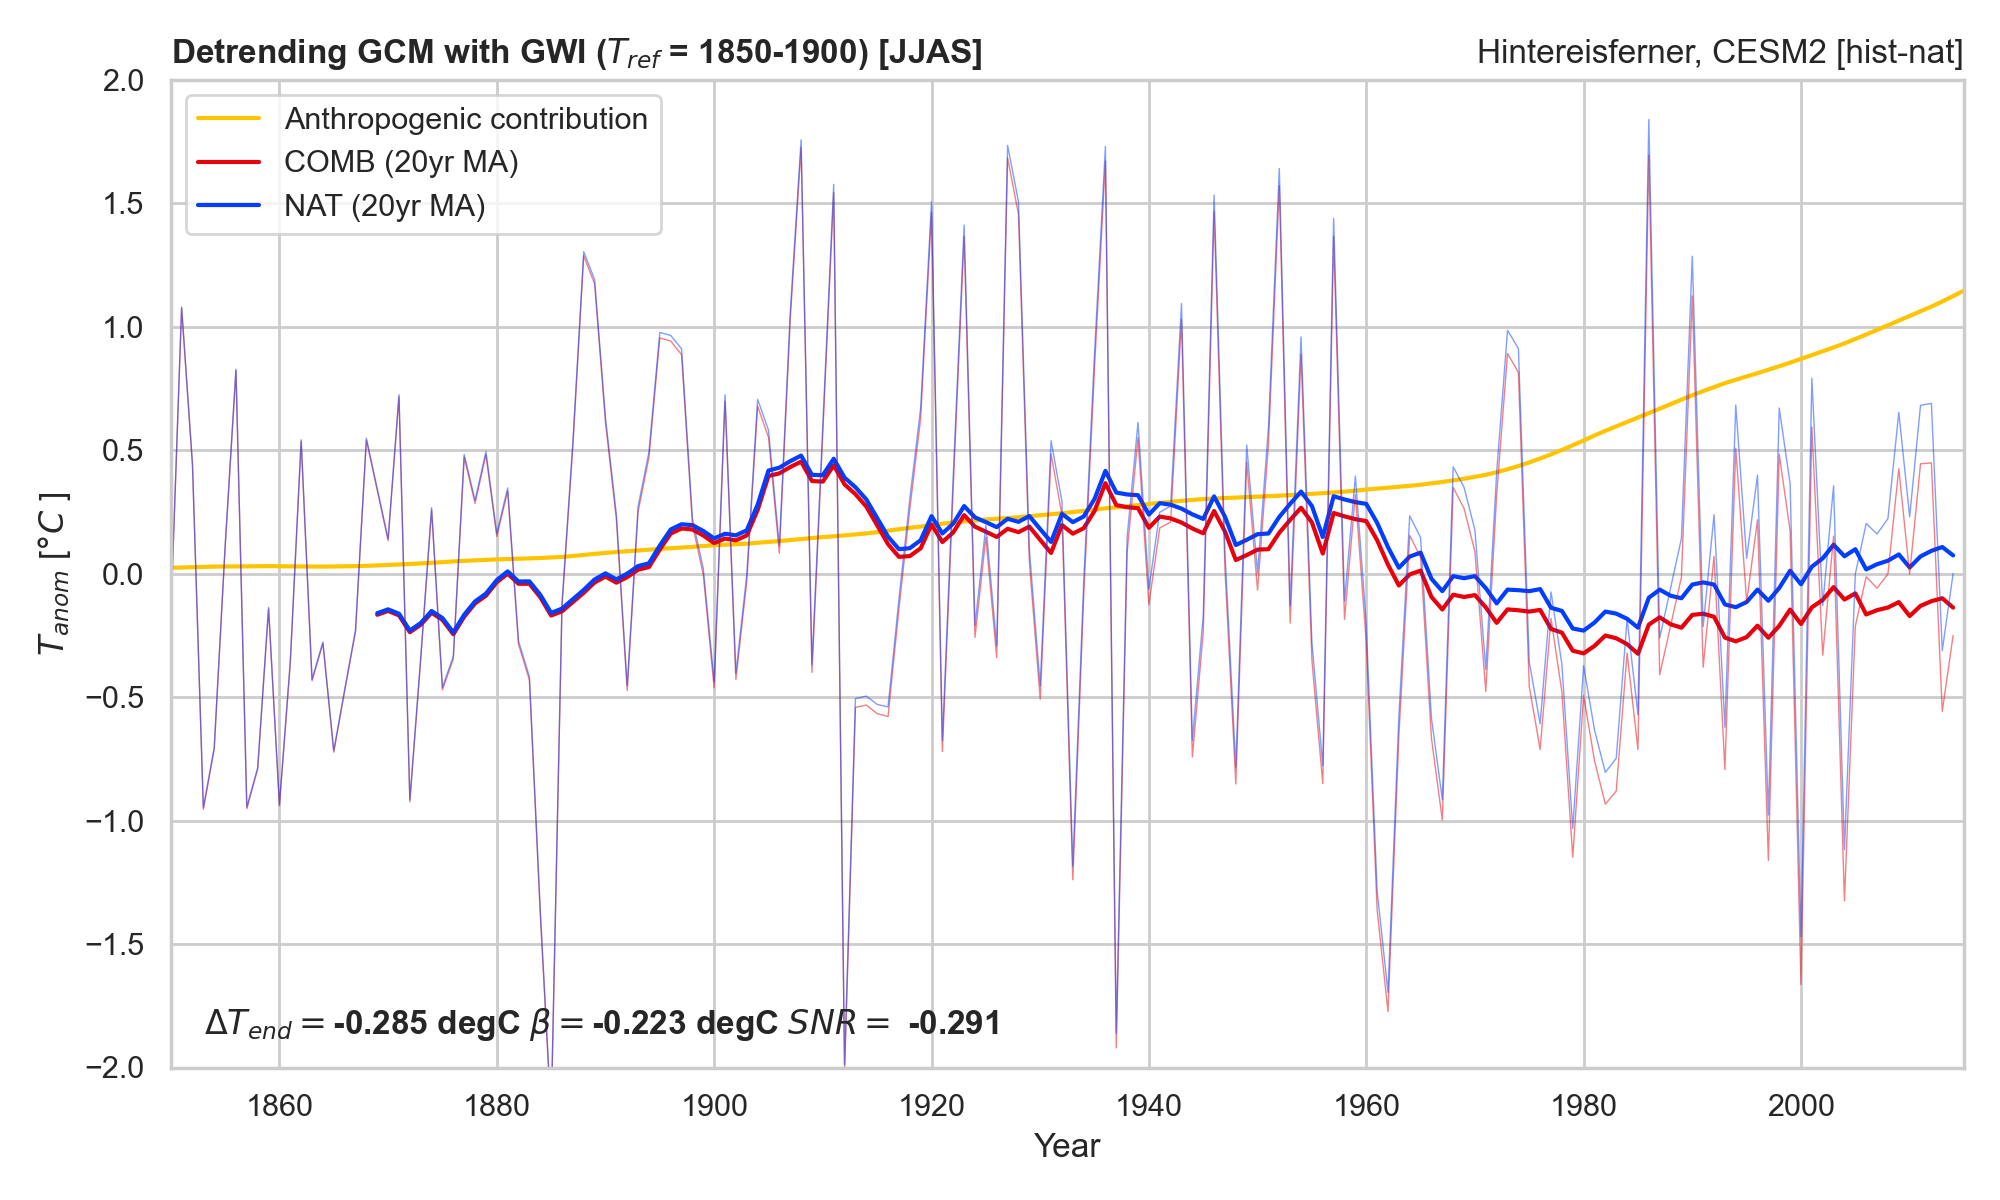 Detrending GCM with GWI (T_ref = 1850-1900) [JJAS]
Hintereisferner, CESM2 [hist-nat]
2.0
1.5
1.0
0.5
0.0
−0.5
−1.0
−1.5
−2.0
T_anom [°C ]
Anthropogenic contribution
COMB (20yr MA)
NAT (20yr MA)
ΔT_end = -0.285 degC β = -0.223 degC SNR = -0.291
1860 1880 1900 1920 1940 1960 1980 2000
Year